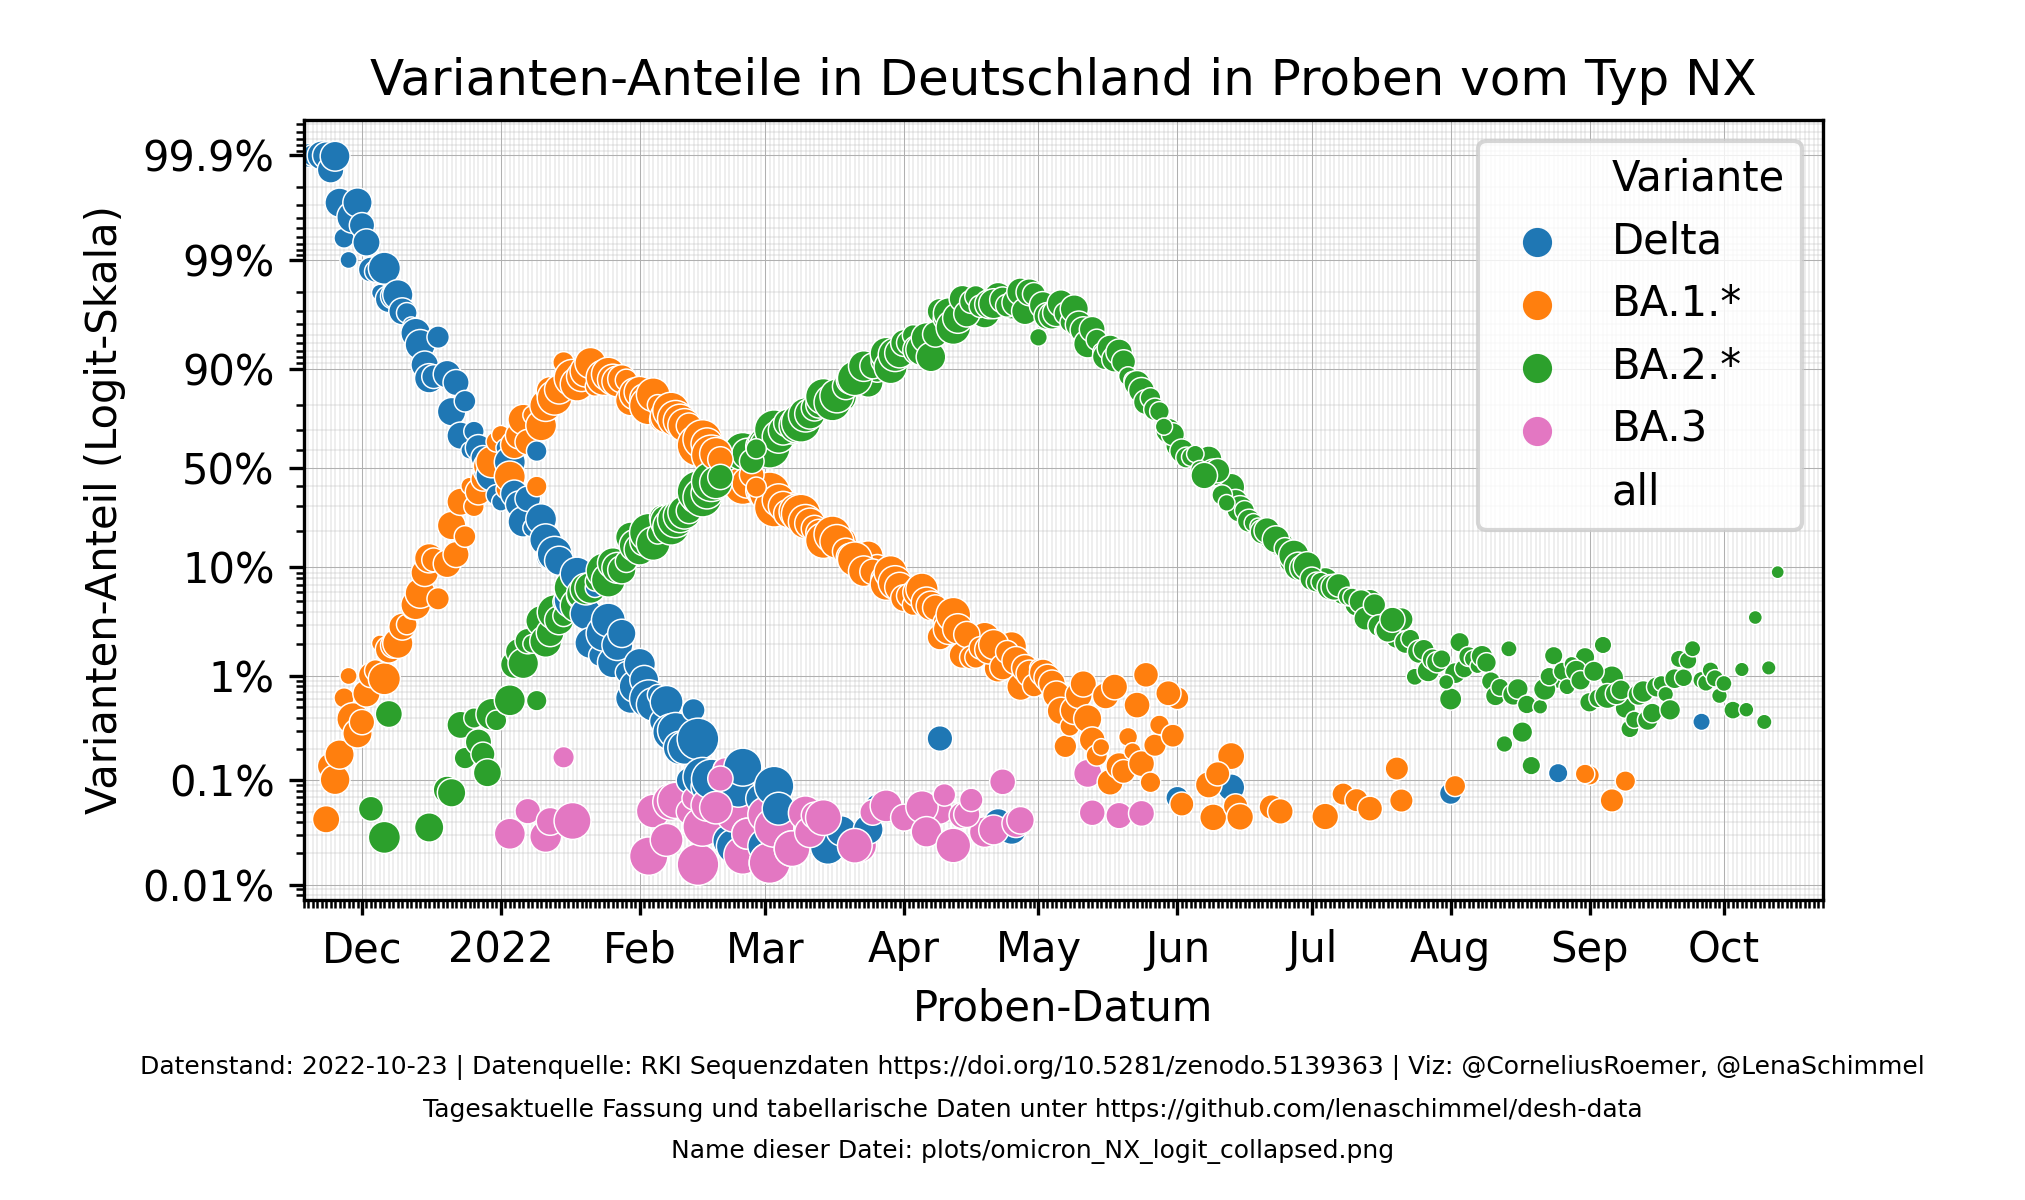 Varianten-Anteile in Deutschland in Proben vom Typ NX
Varianten-Anteil (Logit-Skala)
99.9%
99%
90%
50%
10%
1%
0.1%
0.01%
Variante
Delta
BA.1.*
BA.2.*
BA.3
all
Dec 2022 Feb Mar Apr May Jun Jul Aug Sep Oct
Proben-Datum
Datenstand: 2022-10-23 | Datenquelle: RKI Sequenzdaten https://doi.org/10.5281/zenodo.5139363 | Viz: @CorneliusRoemer, @LenaSchimmel
Tagesaktuelle Fassung und tabellarische Daten unter https://github.com/lenaschimmel/desh-data
Name dieser Datei: plots/omicron_NX_logit_collapsed.png